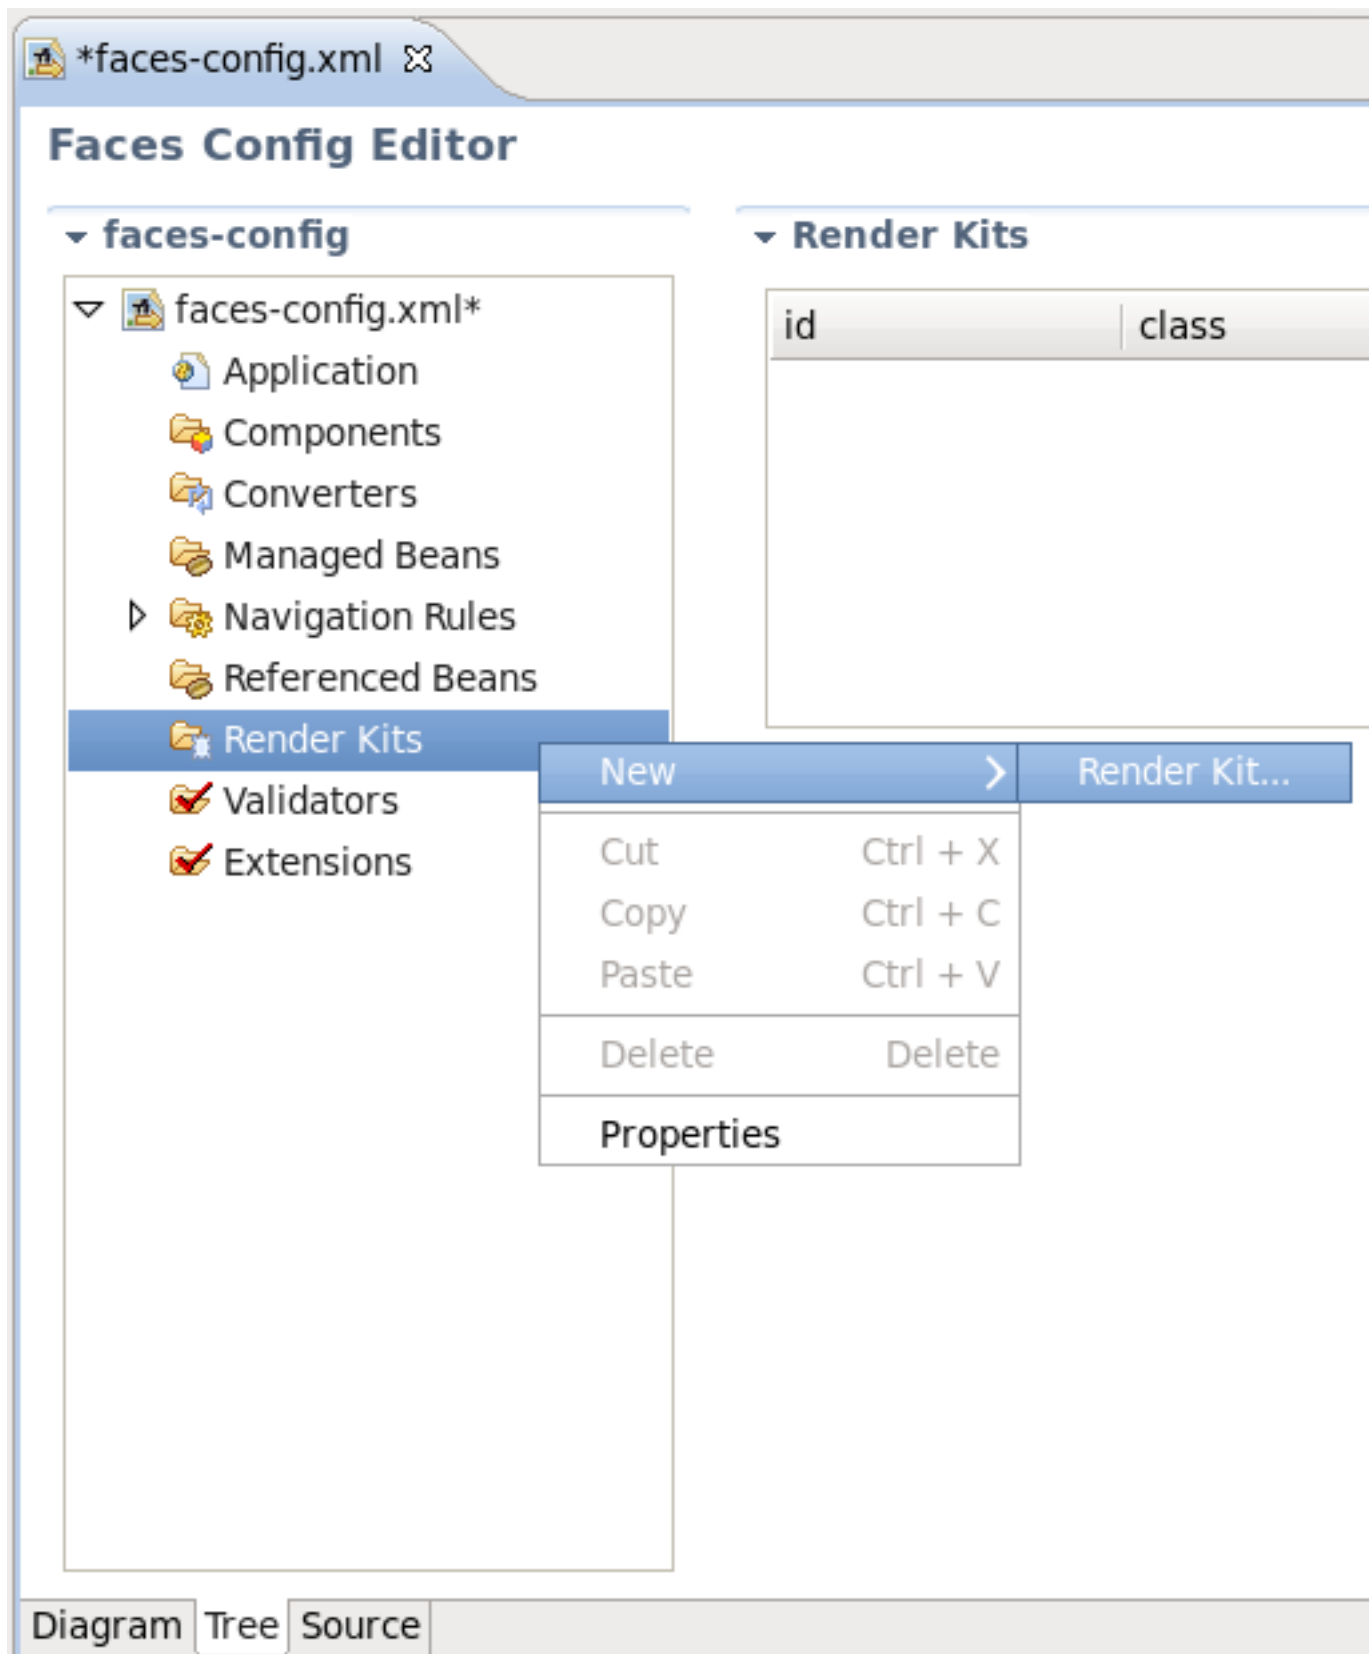 *faces-config.xml
Faces Config Editor
faces-config
Render Kits
faces-config.xml*
id class
Application
Components
Converters
Managed Beans
Navigation Rules
Referenced Beans
Render Kits
New Render Kit...
Validators
Cut Ctrl + X
Extensions
Copy Ctrl + C
Paste Ctrl + V
Delete Delete
Properties
Diagram Tree Source